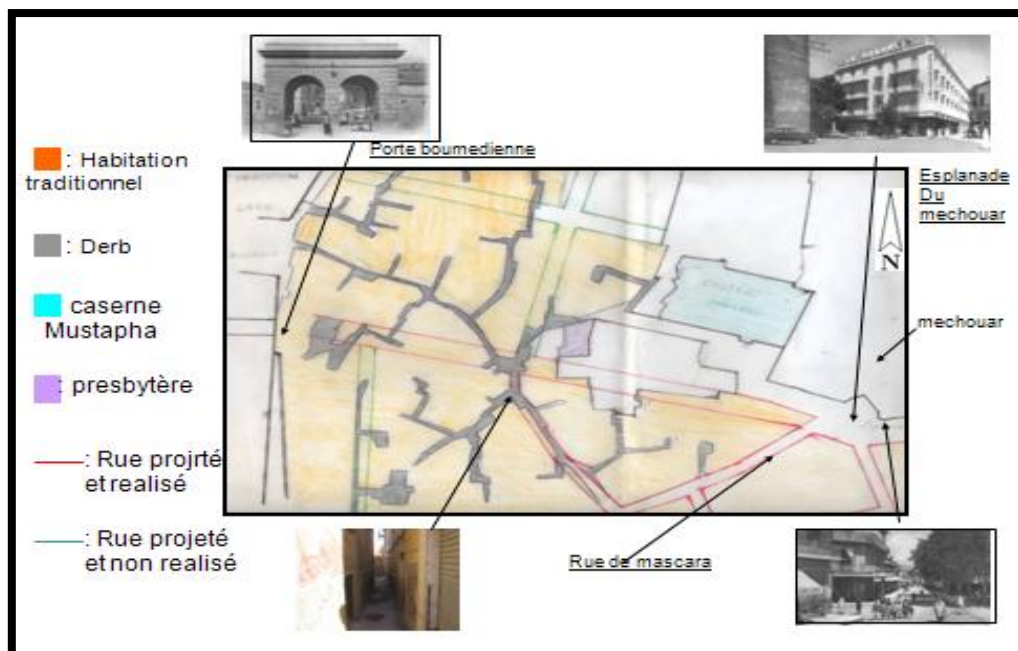 Porte boumedienne
: Habitation
traditionnel
: Derb
caserne
Mustapha
: presbytère
: Rue projrté
et realisé
: Rue projeté
et non realisé
Esplanade
Du
mechouar
N
mechouar
Rue de mascara